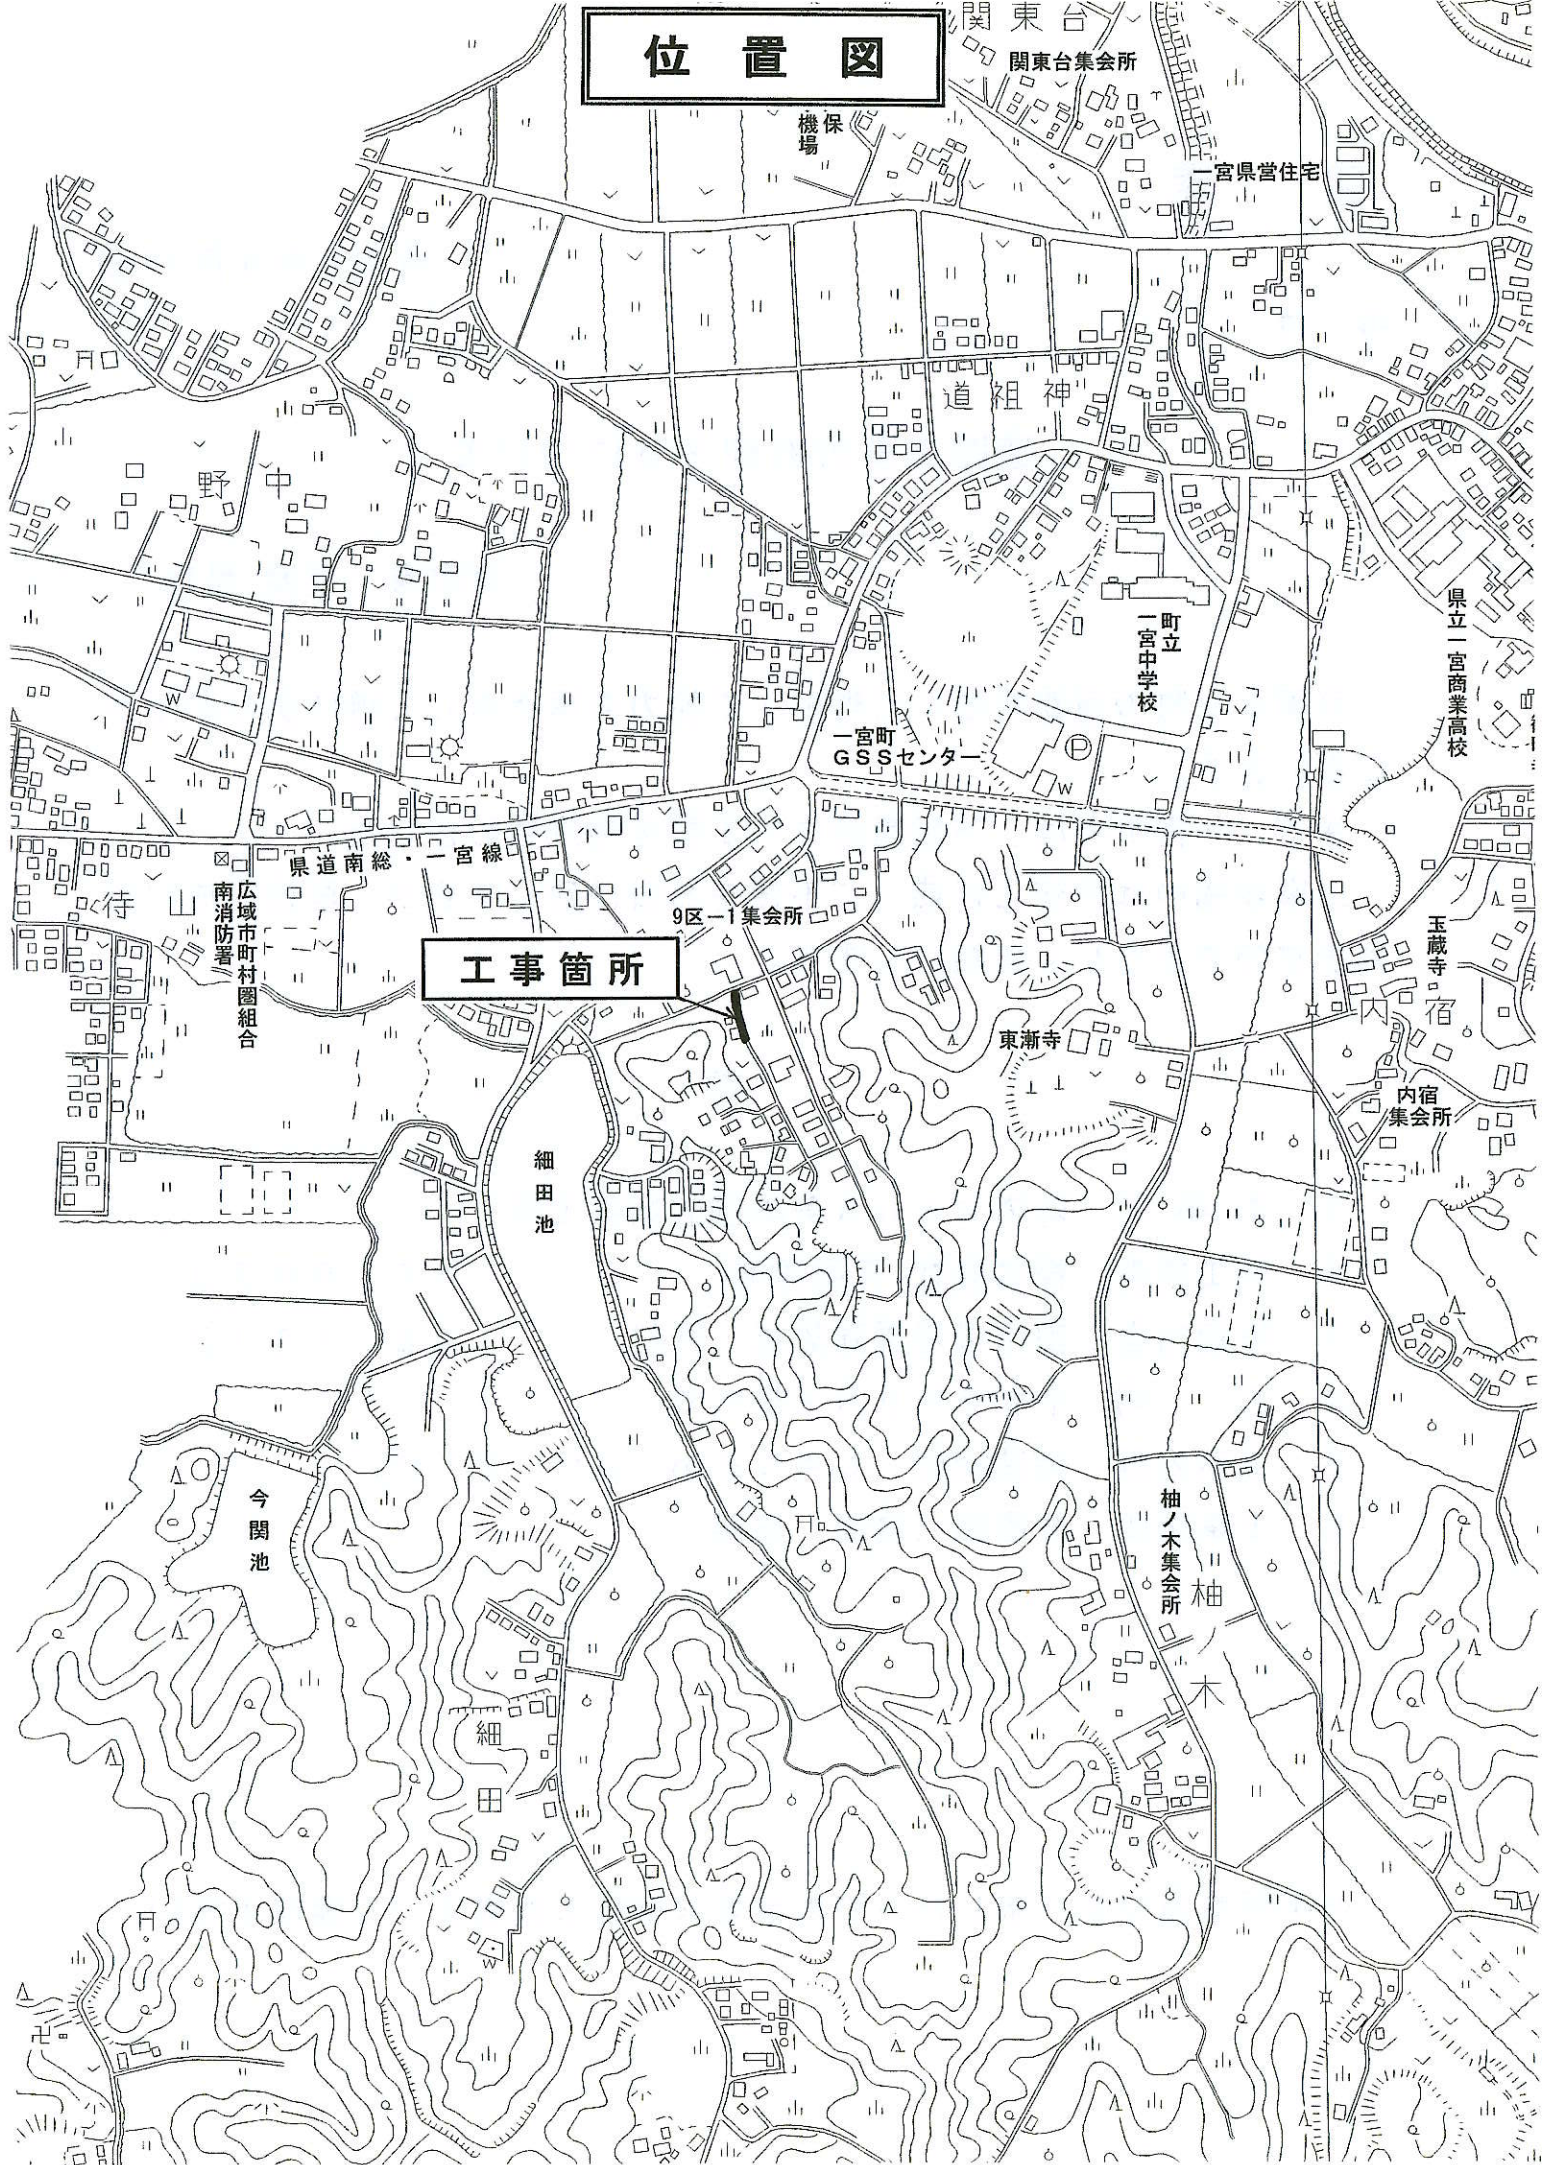 位置図
関東台
関東台集会所
保
機場
一宮県営住宅
道祖神
野中
町立
一宮中学校
県立一宮商業高校
一宮町
GSSセンター
P
W
W
県道南総・一宮線
待山
広域市町村圏組合
南消防署
9区-1集会所
工事箇所
玉蔵寺
内宿
東漸寺
内宿
集会所
細田池
今関池
柚ノ木集会所
柚ノ木
細田
W